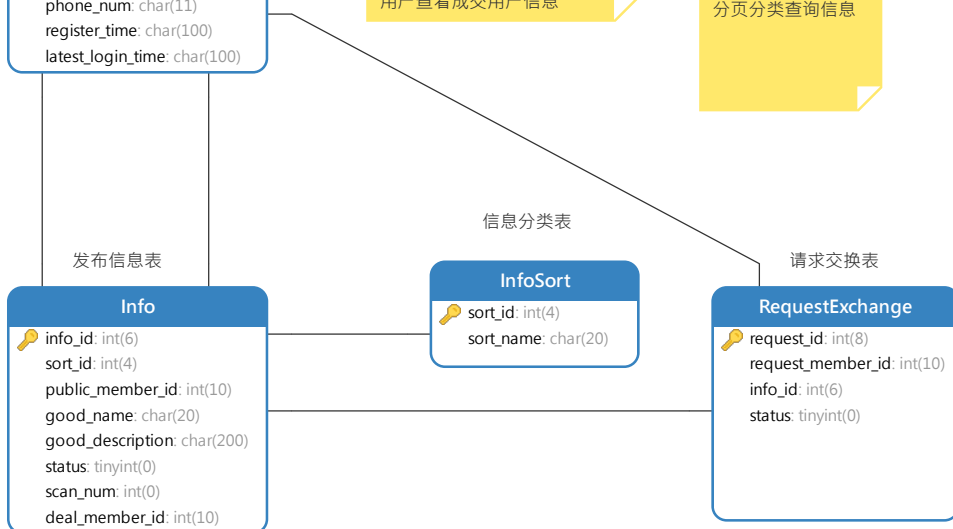 phone_num: char(11)
register_time: char(100)
latest_login_time: char(100)
用户查看成交用户信息
分页分类查询信息
信息分类表
发布信息表
请求交换表
InfoSort
sort_id: int(4)
sort_name: char(20)
Info
info_id: int(6)
sort_id: int(4)
public_member_id: int(10)
good_name: char(20)
good_description: char(200)
status: tinyint(0)
scan_num: int(0)
deal_member_id: int(10)
RequestExchange
request_id: int(8)
request_member_id: int(10)
info_id: int(6)
status: tinyint(0)